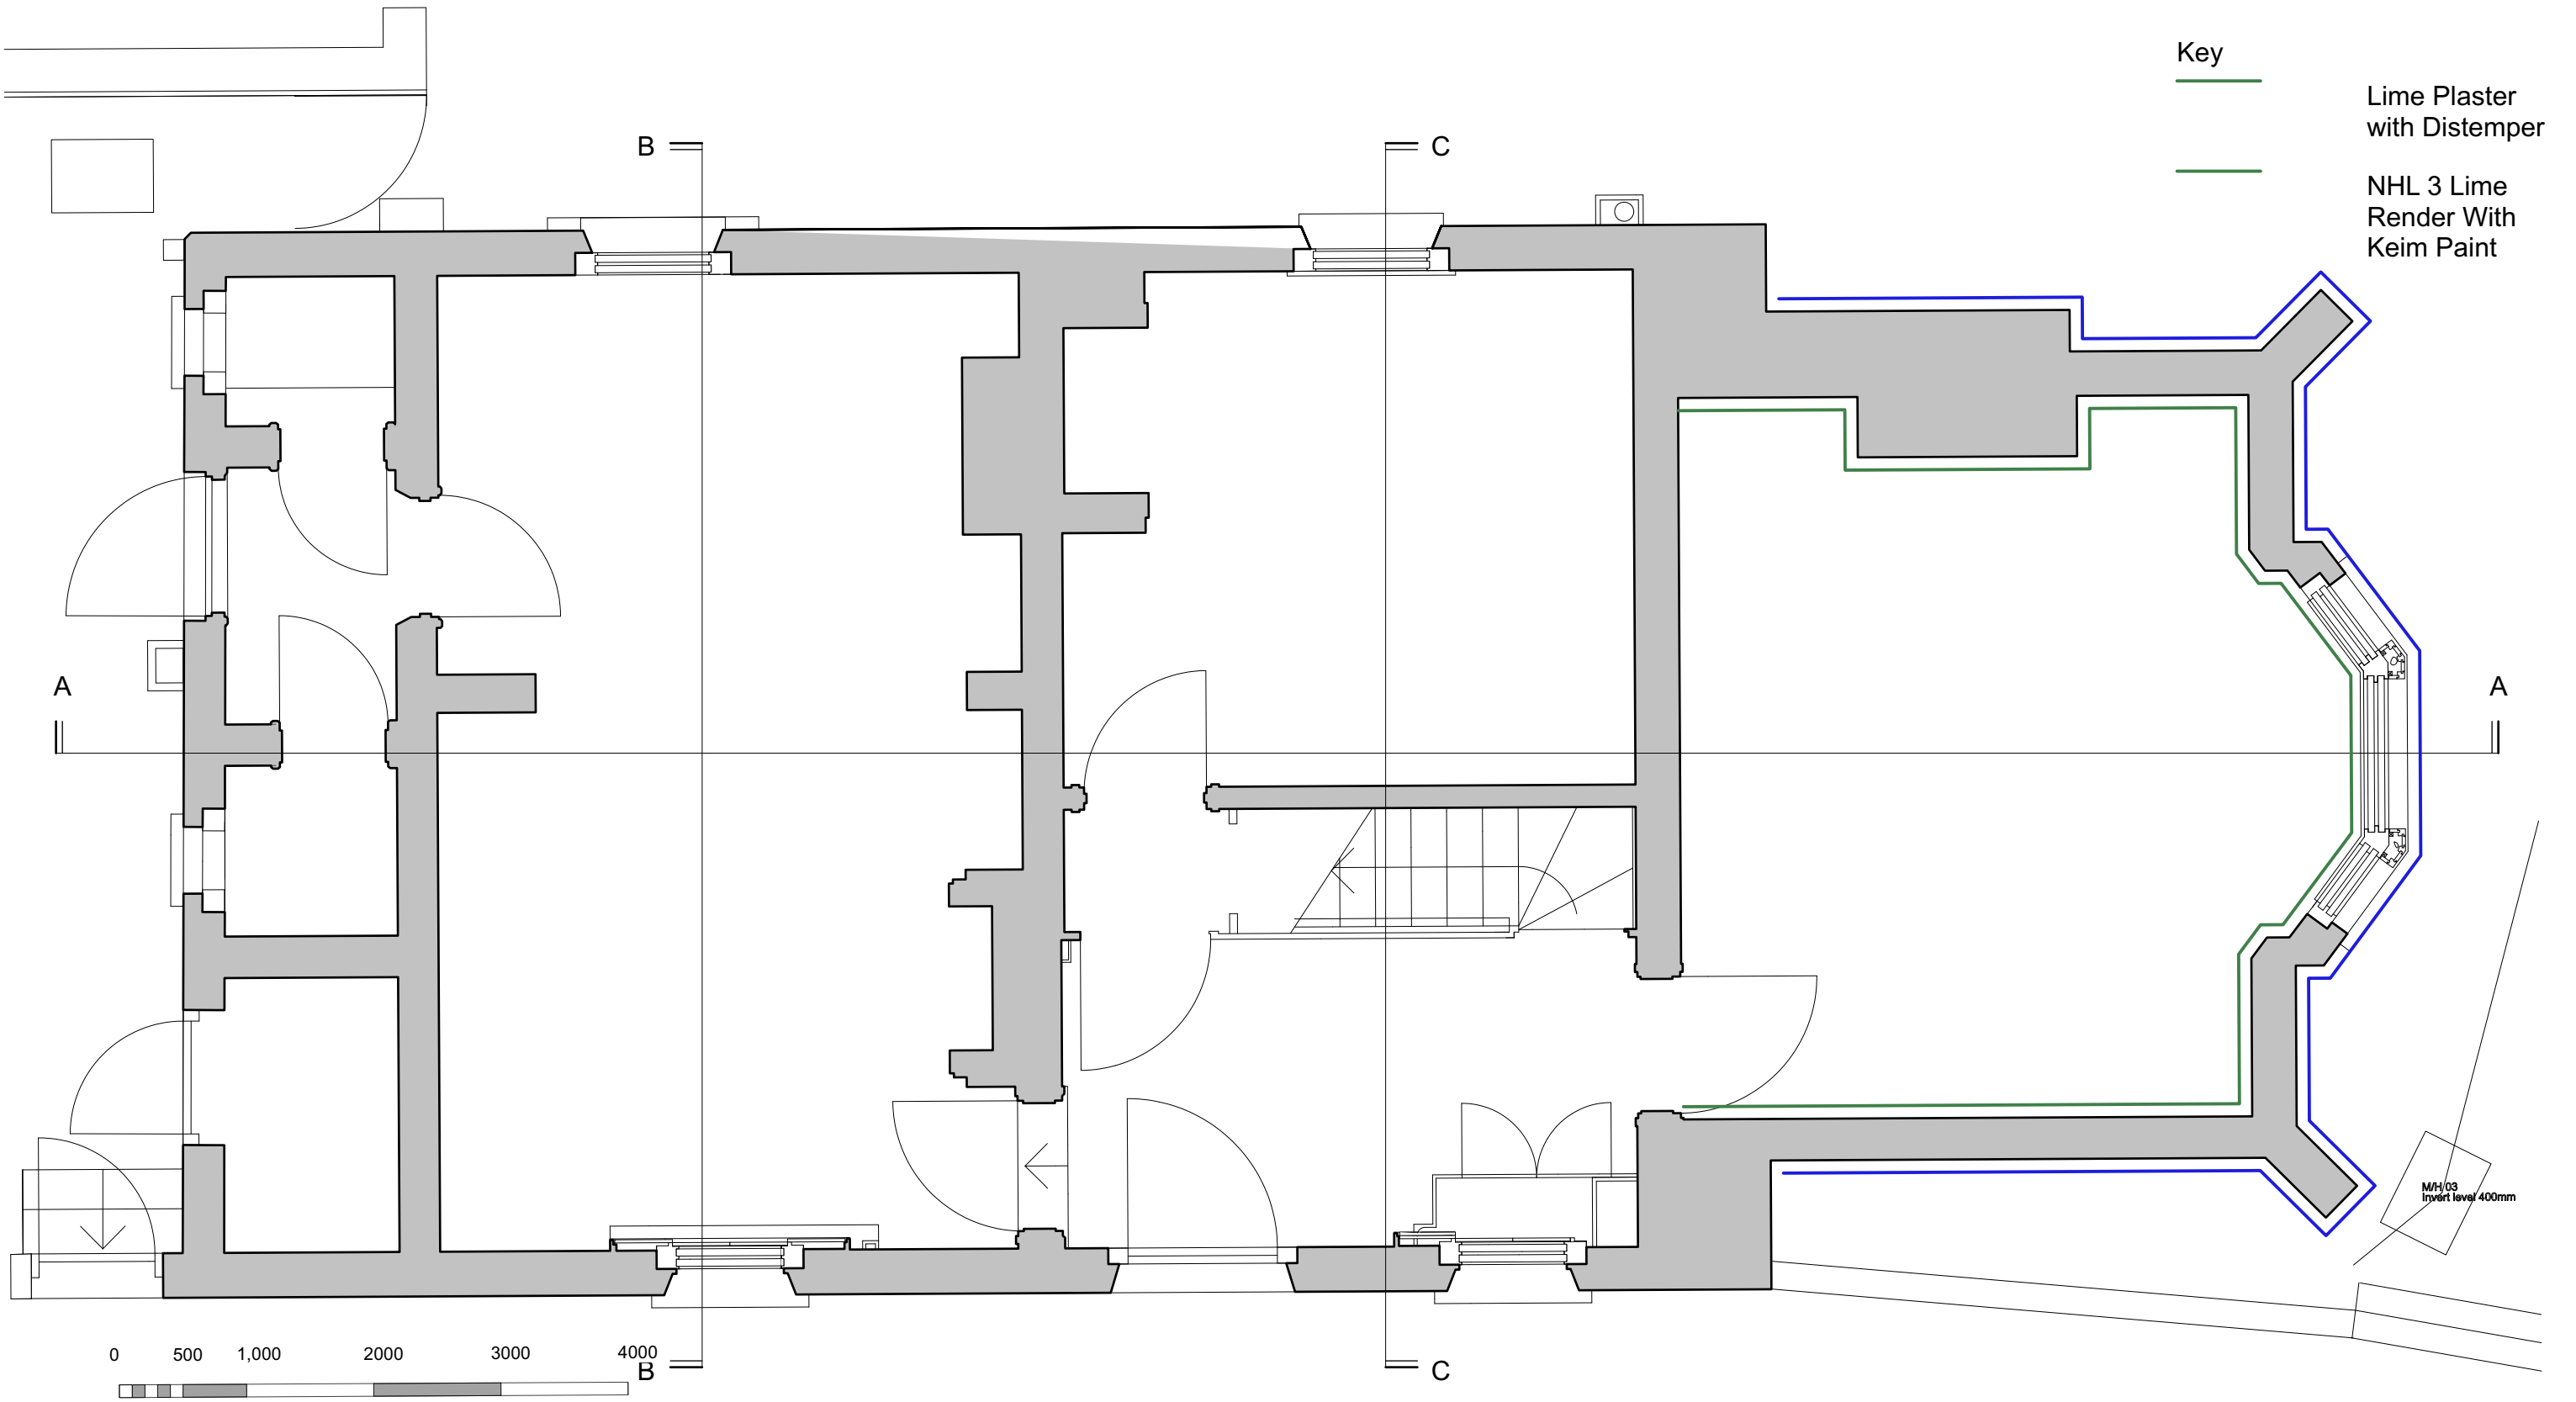 Key
Lime Plaster
with Distemper
NHL 3 Lime
Render With
Keim Paint
B
C
A
A
M/H 03
Invert level 400mm
0 500 1,000 2000 3000 4000
B
C